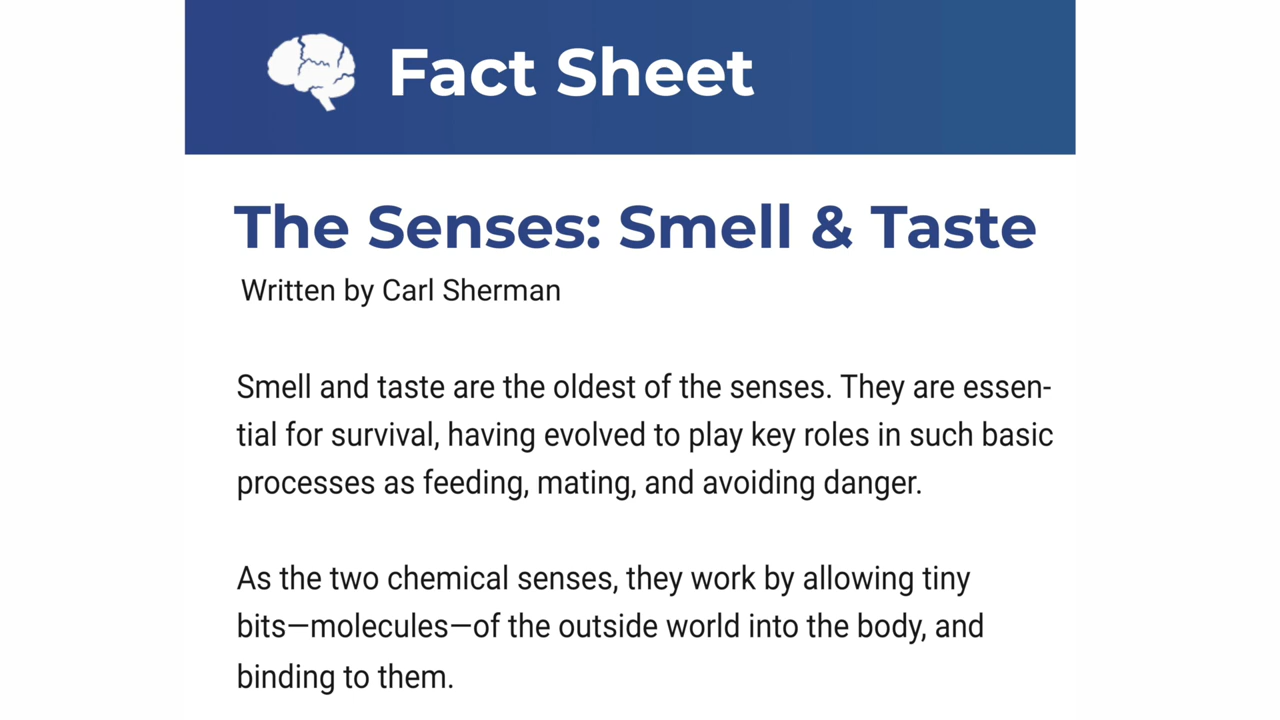 Fact Sheet
The Senses: Smell & Taste
Written by Carl Sherman
Smell and taste are the oldest of the senses. They are essen-
tial for survival, having evolved to play key roles in such basic
processes as feeding, mating, and avoiding danger.
As the two chemical senses, they work by allowing tiny
bits—molecules—of the outside world into the body, and
binding to them.